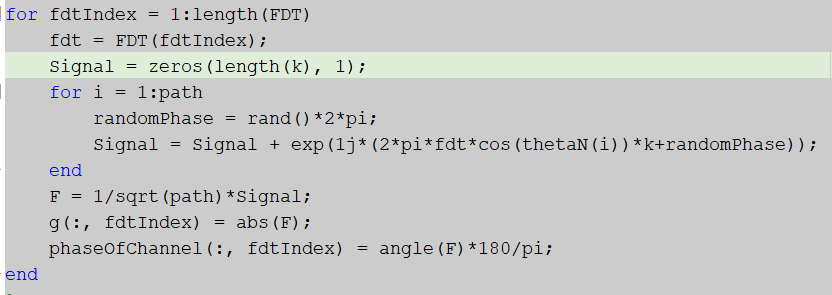 for fdtIndex = 1:length(FDT)
fdt = FDT(fdtIndex);
Signal = zeros(length(k), 1);
for i = 1:path
randomPhase = rand()*2*pi;
Signal = Signal + exp(1j*(2*pi*fdt*cos(thetaN(i))*k+randomPhase));
end
F = 1/sqrt(path)*Signal;
g(:, fdtIndex) = abs(F);
phaseOfChannel(:, fdtIndex) = angle(F)*180/pi;
end